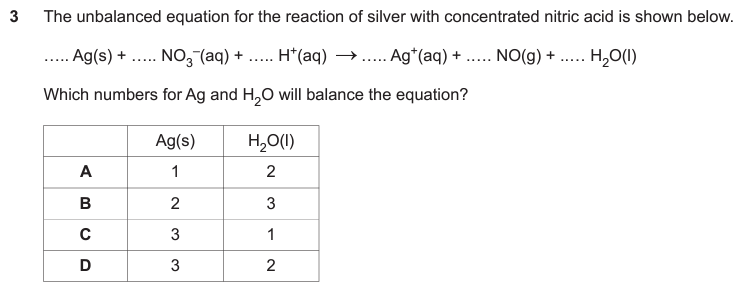 3 The unbalanced equation for the reaction of silver with concentrated nitric acid is shown below.
..... Ag(s) + ..... NO₃⁻(aq) + ..... H⁺(aq) → ..... Ag⁺(aq) + ..... NO(g) + ..... H₂O(l)
Which numbers for Ag and H₂O will balance the equation?
Ag(s) H₂O(l)
A 1 2
B 2 3
C 3 1
D 3 2